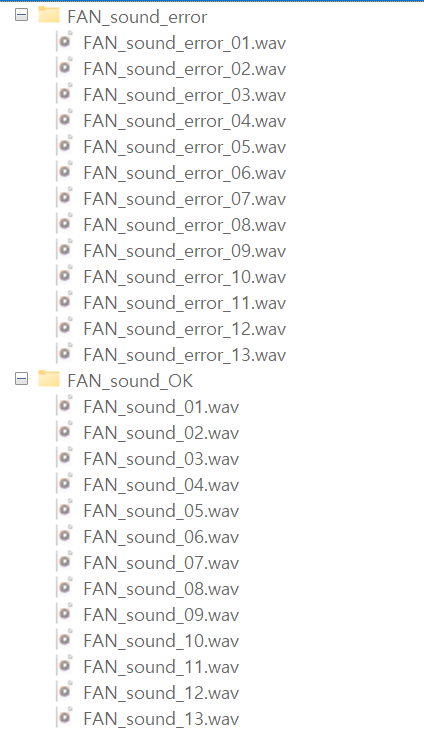 FAN_sound_error
FAN_sound_error_01.wav
FAN_sound_error_02.wav
FAN_sound_error_03.wav
FAN_sound_error_04.wav
FAN_sound_error_05.wav
FAN_sound_error_06.wav
FAN_sound_error_07.wav
FAN_sound_error_08.wav
FAN_sound_error_09.wav
FAN_sound_error_10.wav
FAN_sound_error_11.wav
FAN_sound_error_12.wav
FAN_sound_error_13.wav
FAN_sound_OK
FAN_sound_01.wav
FAN_sound_02.wav
FAN_sound_03.wav
FAN_sound_04.wav
FAN_sound_05.wav
FAN_sound_06.wav
FAN_sound_07.wav
FAN_sound_08.wav
FAN_sound_09.wav
FAN_sound_10.wav
FAN_sound_11.wav
FAN_sound_12.wav
FAN_sound_13.wav